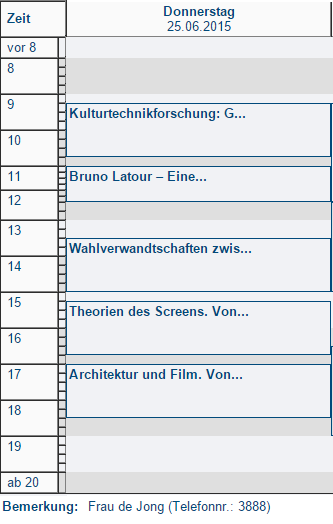 Zeit
Donnerstag
25.06.2015
vor 8
8
9
Kulturtechnikforschung: G...
10
11
Bruno Latour – Eine...
12
13
Wahlverwandtschaften zwis...
14
15
Theorien des Screens. Von...
16
17
Architektur und Film. Von...
18
19
ab 20
Bemerkung: Frau de Jong (Telefonnr.: 3888)